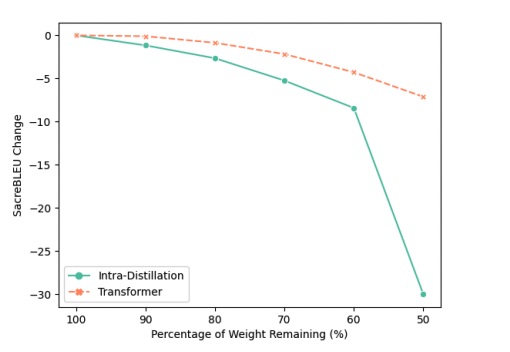 0
−5
−10
−15
−20
−25
−30
SacreBLEU Change
Intra-Distillation
Transformer
100 90 80 70 60 50
Percentage of Weight Remaining (%)